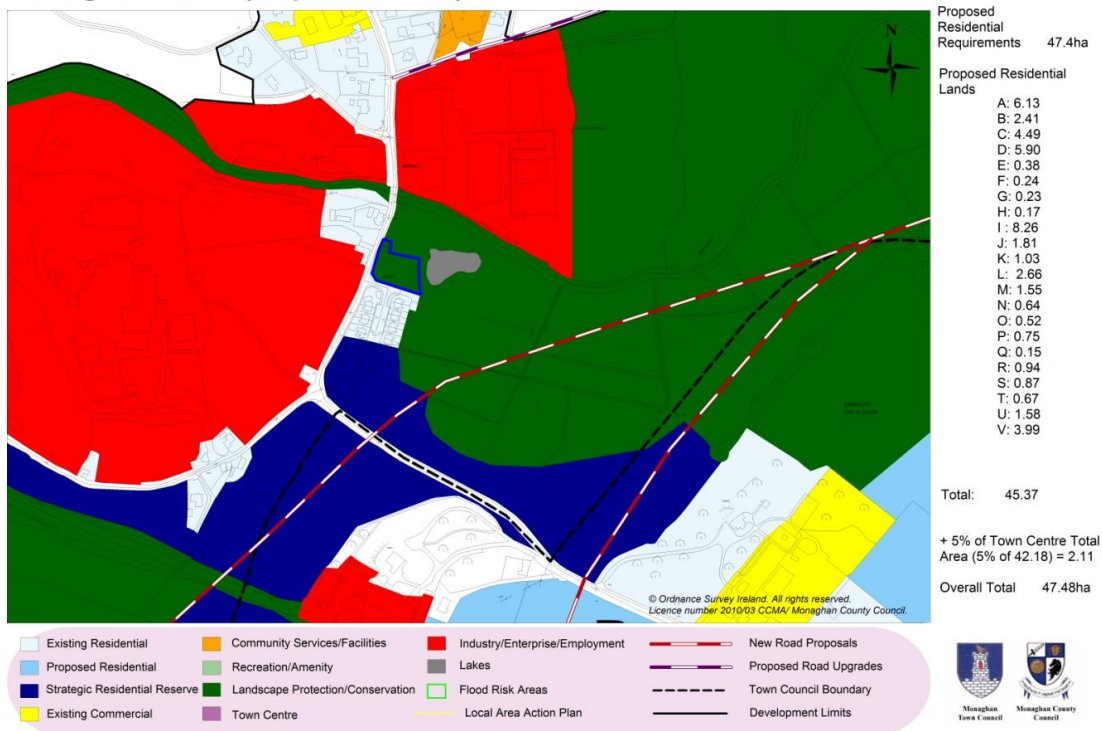 Proposed
Residential
Requirements 47.4ha
N
Proposed Residential
Lands
A: 6.13
B: 2.41
C: 4.49
D: 5.90
E: 0.38
F: 0.24
G: 0.23
H: 0.17
I : 8.26
J: 1.81
K: 1.03
L: 2.66
M: 1.55
N: 0.64
O: 0.52
P: 0.75
Q: 0.15
R: 0.94
S: 0.87
T: 0.67
U: 1.58
V: 3.99
Total: 45.37
+ 5% of Town Centre Total
Area (5% of 42.18) = 2.11
Overall Total 47.48ha
© Ordnance Survey Ireland. All rights reserved.
Licence number 2010/03 CCMA/ Monaghan County Council.
Existing Residential
Proposed Residential
Strategic Residential Reserve
Existing Commercial
Community Services/Facilities
Recreation/Amenity
Landscape Protection/Conservation
Town Centre
Industry/Enterprise/Employment
Lakes
Flood Risk Areas
Local Area Action Plan
New Road Proposals
Proposed Road Upgrades
Town Council Boundary
Development Limits
Monaghan
Town Council
Monaghan County
Council